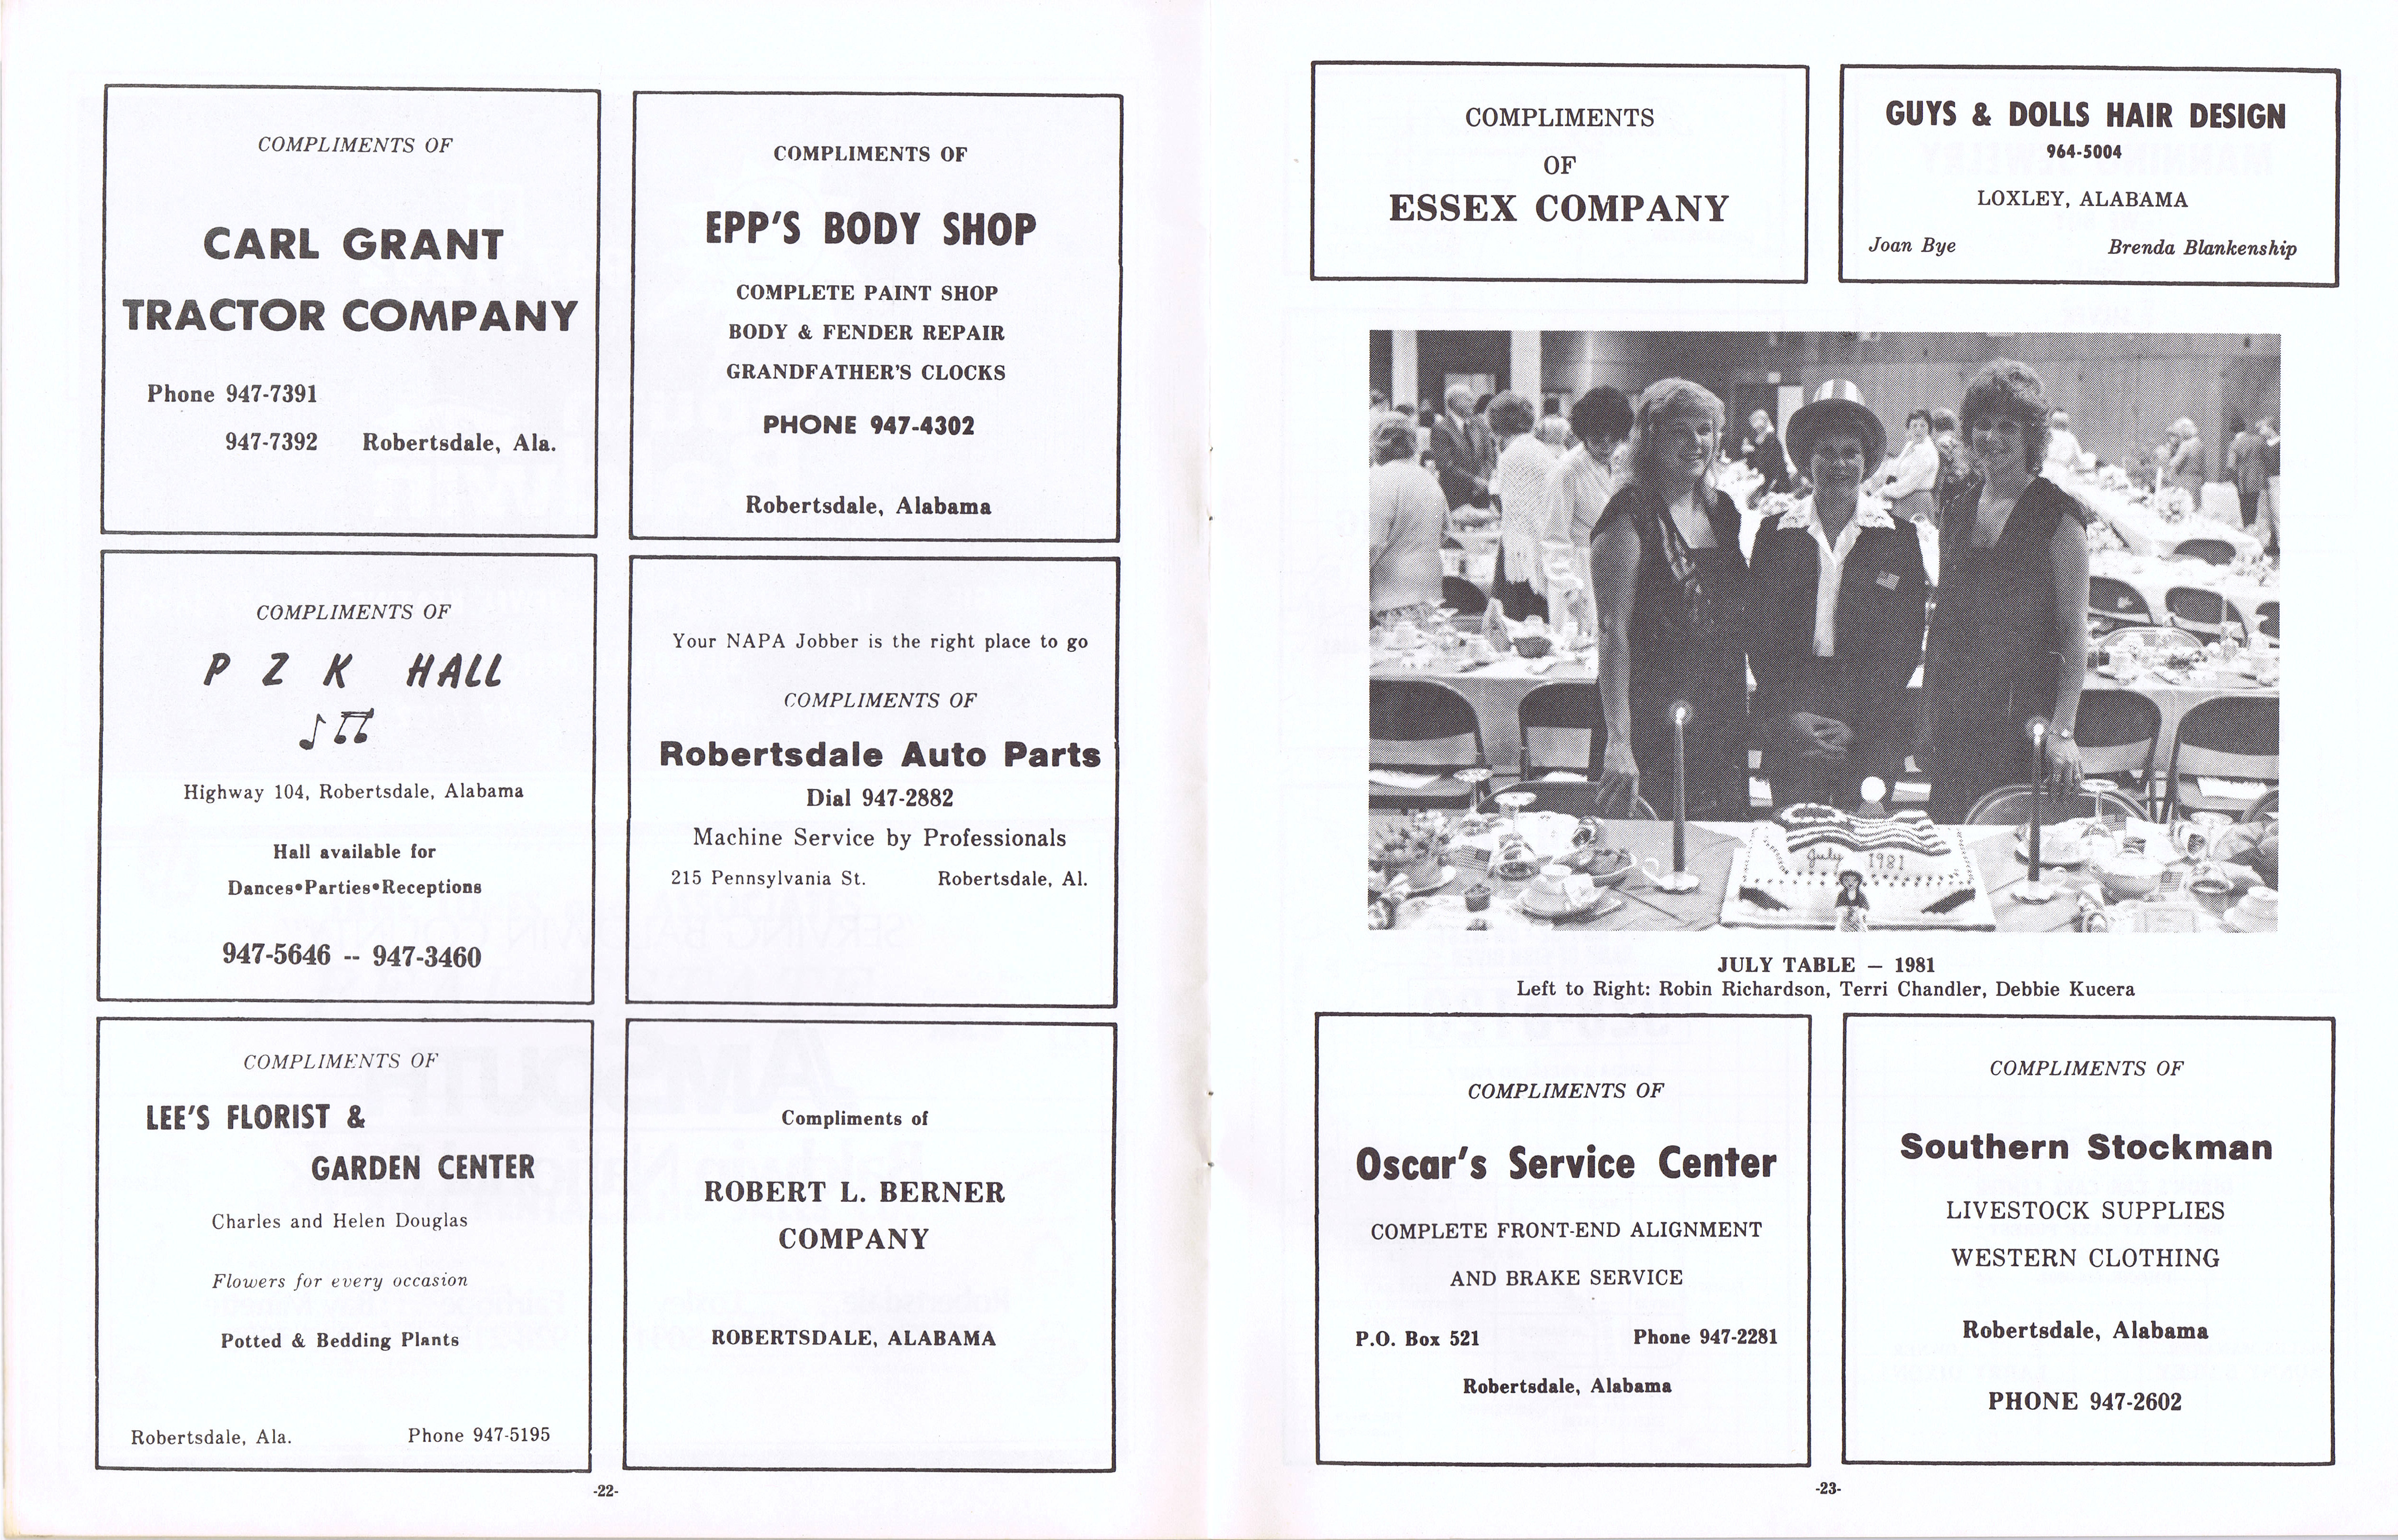 COMPLIMENTS OF
CARL GRANT
TRACTOR COMPANY
Phone 947-7391
947-7392 Robertsdale, Ala.
COMPLIMENTS OF
EPP'S BODY SHOP
COMPLETE PAINT SHOP
BODY & FENDER REPAIR
GRANDFATHER'S CLOCKS
PHONE 947-4302
Robertsdale, Alabama
COMPLIMENTS OF
P Z K HALL
Highway 104, Robertsdale, Alabama
Hall available for
Dances•Parties•Receptions
947-5646 -- 947-3460
Your NAPA Jobber is the right place to go
COMPLIMENTS OF
Robertsdale Auto Parts
Dial 947-2882
Machine Service by Professionals
215 Pennsylvania St. Robertsdale, Al.
COMPLIMENTS OF
LEE'S FLORIST &
GARDEN CENTER
Charles and Helen Douglas
Flowers for every occasion
Potted & Bedding Plants
Robertsdale, Ala. Phone 947-5195
Compliments of
ROBERT L. BERNER
COMPANY
ROBERTSDALE, ALABAMA
-22-
COMPLIMENTS
OF
ESSEX COMPANY
GUYS & DOLLS HAIR DESIGN
964-5004
LOXLEY, ALABAMA
Joan Bye Brenda Blankenship
July 1981
JULY TABLE — 1981
Left to Right: Robin Richardson, Terri Chandler, Debbie Kucera
COMPLIMENTS OF
Oscar's Service Center
COMPLETE FRONT-END ALIGNMENT
AND BRAKE SERVICE
P.O. Box 521 Phone 947-2281
Robertsdale, Alabama
COMPLIMENTS OF
Southern Stockman
LIVESTOCK SUPPLIES
WESTERN CLOTHING
Robertsdale, Alabama
PHONE 947-2602
-23-